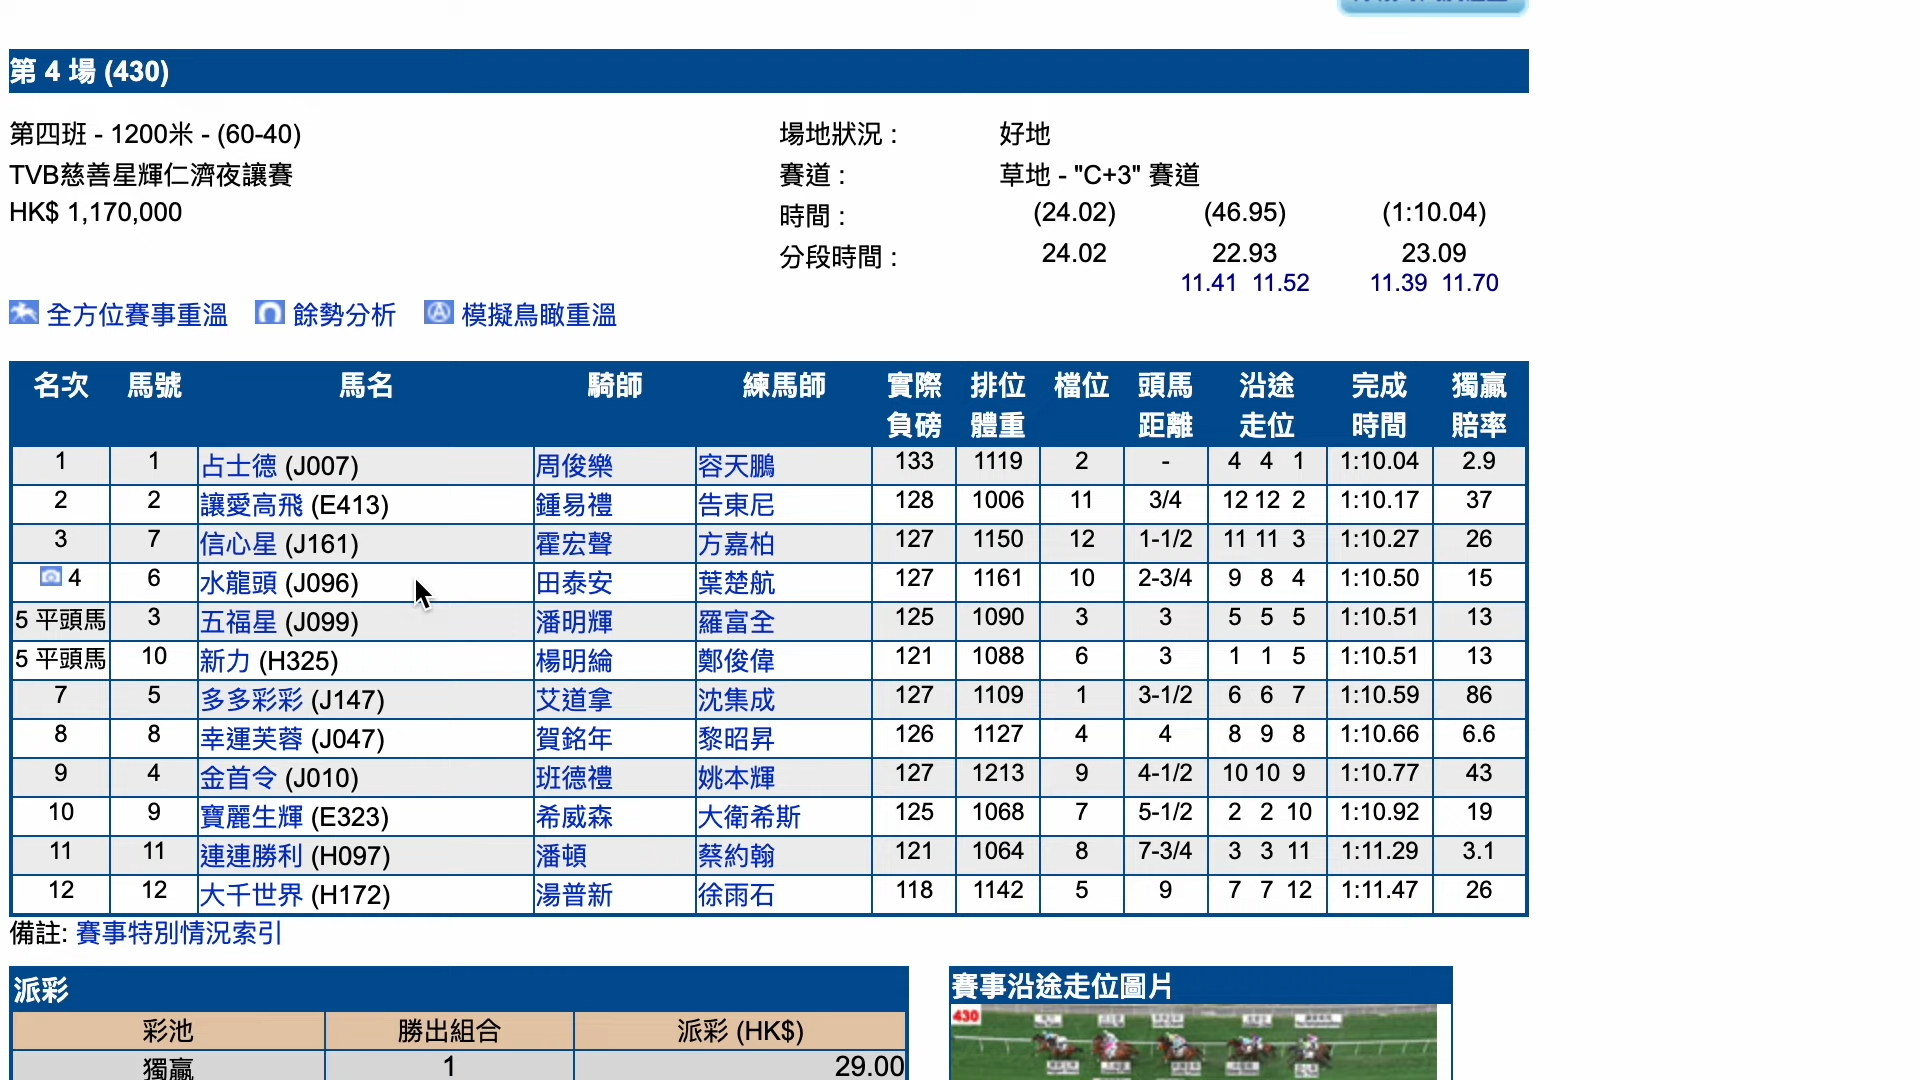 第 4 場 (430)
第四班 - 1200米 - (60-40)
場地狀況 :
好地
TVB慈善星輝仁濟夜讓賽
賽道 :
草地 - "C+3" 賽道
HK$ 1,170,000
時間 :
(24.02) (46.95) (1:10.04)
分段時間 :
24.02 22.93 23.09
11.41 11.52 11.39 11.70
全方位賽事重溫 餘勢分析 模擬鳥瞰重溫
名次 馬號 馬名 騎師 練馬師 實際負磅 排位體重 檔位 頭馬距離 沿途走位 完成時間 獨贏賠率
1 1 占士德 (J007) 周俊樂 容天鵬 133 1119 2 - 4 4 1 1:10.04 2.9
2 2 讓愛高飛 (E413) 鍾易禮 告東尼 128 1006 11 3/4 12 12 2 1:10.17 37
3 7 信心星 (J161) 霍宏聲 方嘉柏 127 1150 12 1-1/2 11 11 3 1:10.27 26
4 6 水龍頭 (J096) 田泰安 葉楚航 127 1161 10 2-3/4 9 8 4 1:10.50 15
5 平頭馬 3 五福星 (J099) 潘明輝 羅富全 125 1090 3 3 5 5 5 1:10.51 13
5 平頭馬 10 新力 (H325) 楊明綸 鄭俊偉 121 1088 6 3 1 1 5 1:10.51 13
7 5 多多彩彩 (J147) 艾道拿 沈集成 127 1109 1 3-1/2 6 6 7 1:10.59 86
8 8 幸運芙蓉 (J047) 賀銘年 黎昭昇 126 1127 4 4 8 9 8 1:10.66 6.6
9 4 金首令 (J010) 班德禮 姚本輝 127 1213 9 4-1/2 10 10 9 1:10.77 43
10 9 寶麗生輝 (E323) 希威森 大衛希斯 125 1068 7 5-1/2 2 2 10 1:10.92 19
11 11 連連勝利 (H097) 潘頓 蔡約翰 121 1064 8 7-3/4 3 3 11 1:11.29 3.1
12 12 大千世界 (H172) 湯普新 徐雨石 118 1142 5 9 7 7 12 1:11.47 26
備註: 賽事特別情況索引
派彩
賽事沿途走位圖片
彩池 勝出組合 派彩 (HK$)
430
獨贏 1 29.00